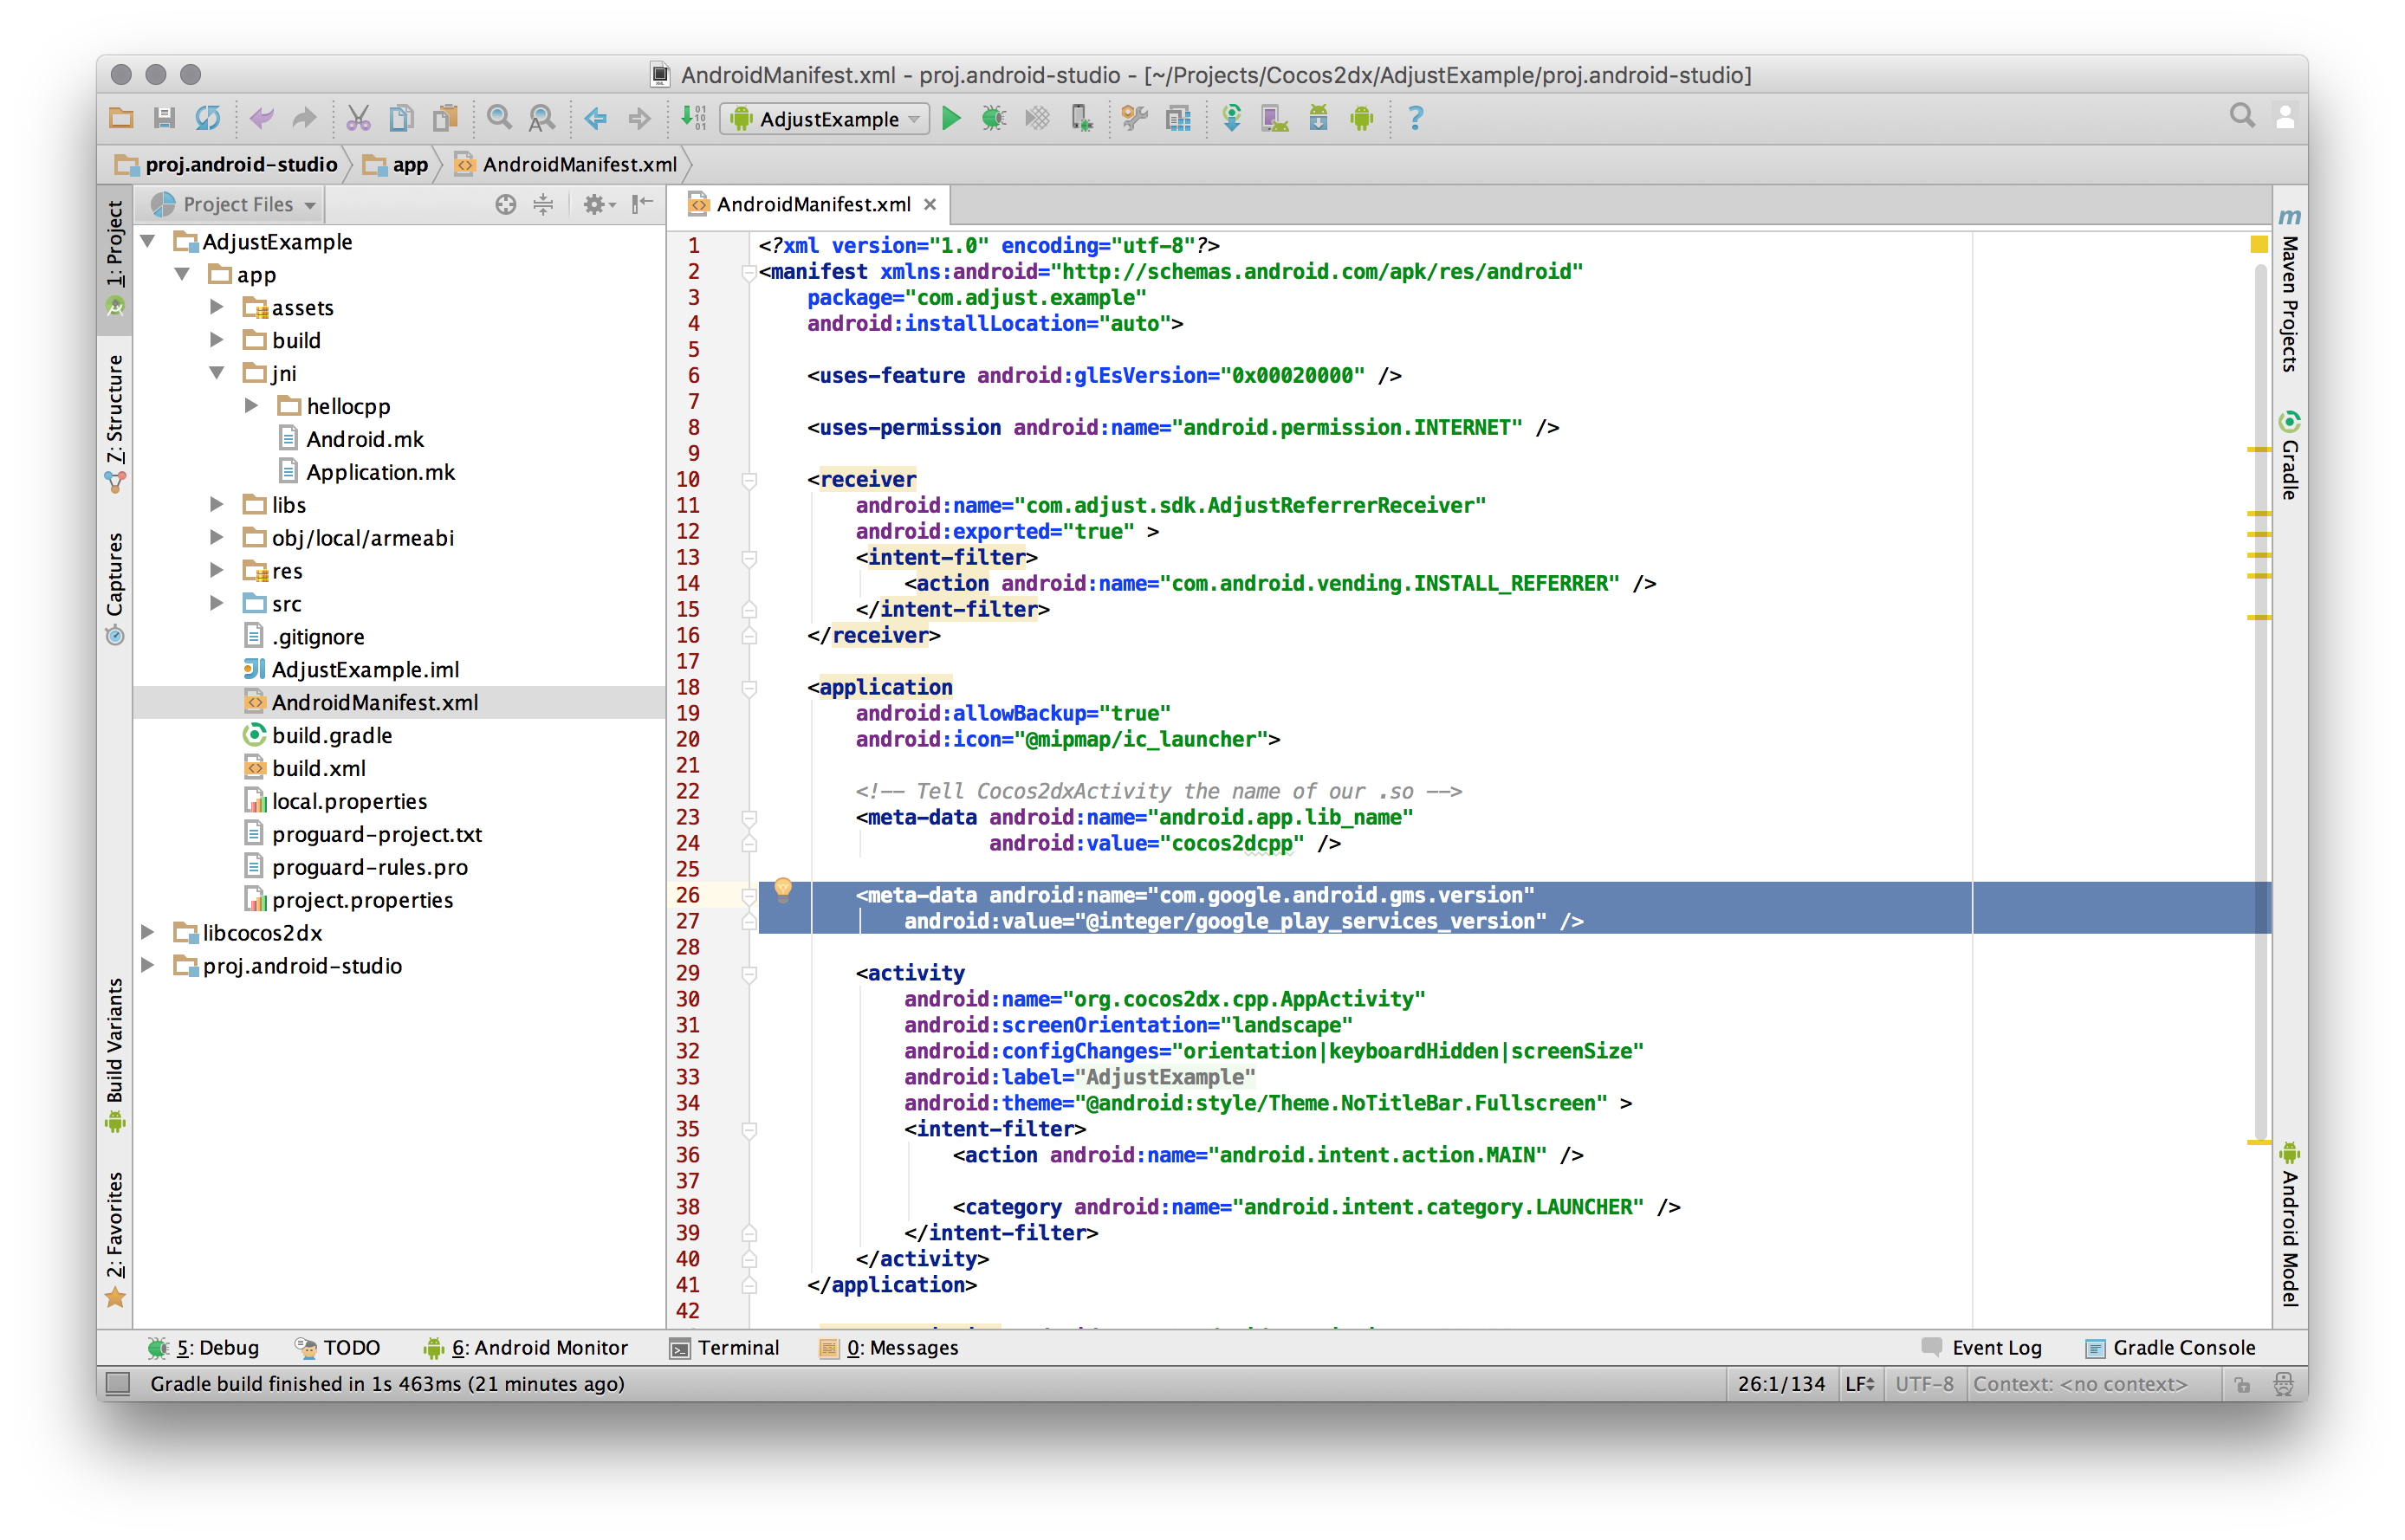 AndroidManifest.xml - proj.android-studio - [~/Projects/Cocos2dx/AdjustExample/proj.android-studio]
AdjustExample
proj.android-studio app AndroidManifest.xml
1: Project
7: Structure
Captures
Build Variants
2: Favorites
Project Files
AdjustExample
app
assets
build
jni
hellocpp
Android.mk
Application.mk
libs
obj/local/armeabi
res
src
.gitignore
AdjustExample.iml
AndroidManifest.xml
build.gradle
build.xml
local.properties
proguard-project.txt
proguard-rules.pro
project.properties
libcocos2dx
proj.android-studio
AndroidManifest.xml
1 <?xml version="1.0" encoding="utf-8"?>
2 <manifest xmlns:android="http://schemas.android.com/apk/res/android"
3 package="com.adjust.example"
4 android:installLocation="auto">
5
6 <uses-feature android:glEsVersion="0x00020000" />
7
8 <uses-permission android:name="android.permission.INTERNET" />
9
10 <receiver
11 android:name="com.adjust.sdk.AdjustReferrerReceiver"
12 android:exported="true" >
13 <intent-filter>
14 <action android:name="com.android.vending.INSTALL_REFERRER" />
15 </intent-filter>
16 </receiver>
17
18 <application
19 android:allowBackup="true"
20 android:icon="@mipmap/ic_launcher">
21
22 <!-- Tell Cocos2dxActivity the name of our .so -->
23 <meta-data android:name="android.app.lib_name"
24 android:value="cocos2dcpp" />
25
26 <meta-data android:name="com.google.android.gms.version"
27 android:value="@integer/google_play_services_version" />
28
29 <activity
30 android:name="org.cocos2dx.cpp.AppActivity"
31 android:screenOrientation="landscape"
32 android:configChanges="orientation|keyboardHidden|screenSize"
33 android:label="AdjustExample"
34 android:theme="@android:style/Theme.NoTitleBar.Fullscreen" >
35 <intent-filter>
36 <action android:name="android.intent.action.MAIN" />
37
38 <category android:name="android.intent.category.LAUNCHER" />
39 </intent-filter>
40 </activity>
41 </application>
42
Maven Projects
Gradle
Android Model
5: Debug TODO 6: Android Monitor Terminal 0: Messages Event Log Gradle Console
Gradle build finished in 1s 463ms (21 minutes ago) 26:1/134 LF UTF-8 Context: <no context>